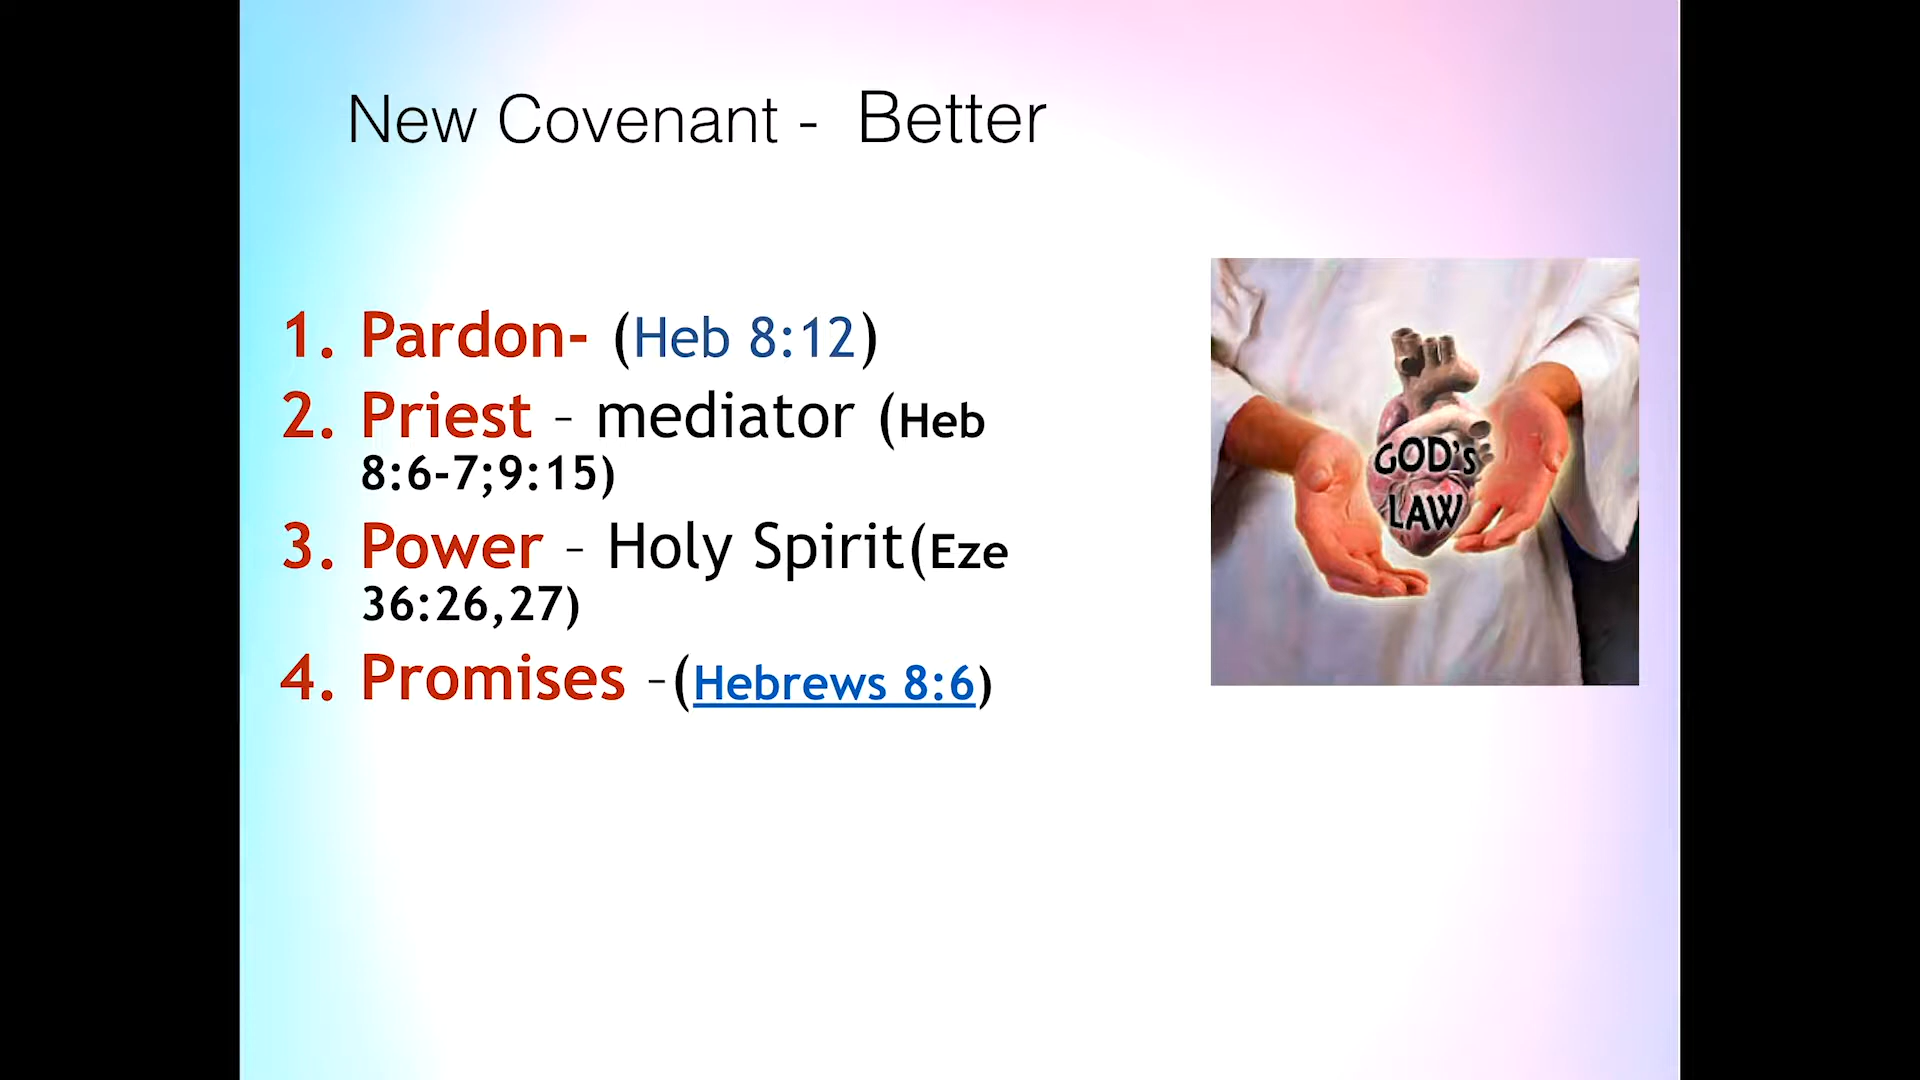 New Covenant - Better
1. Pardon- (Heb 8:12)
2. Priest – mediator (Heb
8:6-7;9:15)
3. Power – Holy Spirit(Eze
36:26,27)
4. Promises –(Hebrews 8:6)
GOD's
LAW